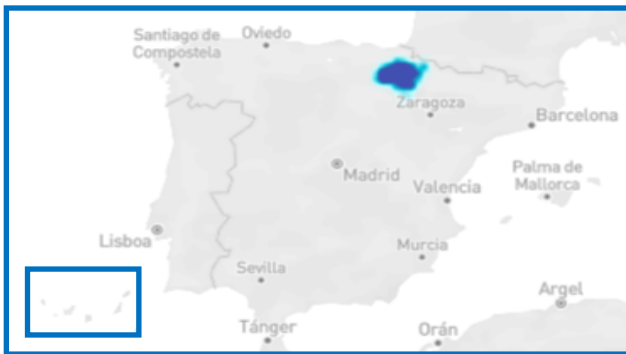 Santiago de
Compostela
Oviedo
Zaragoza
Barcelona
Madrid
Palma de
Mallorca
Valencia
Lisboa
Murcia
Sevilla
Argel
Tánger
Orán